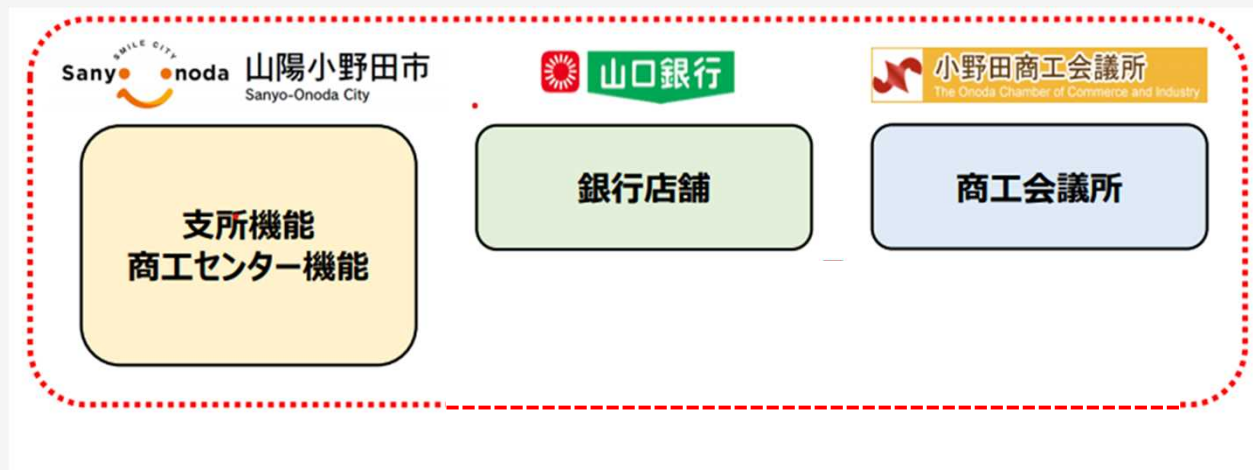 SMILE CITY
Sanyo onoda
山陽小野田市
Sanyo-Onoda City
山口銀行
小野田商工会議所
The Onoda Chamber of Commerce and Industry
支所機能
商工センター機能
銀行店舗
商工会議所